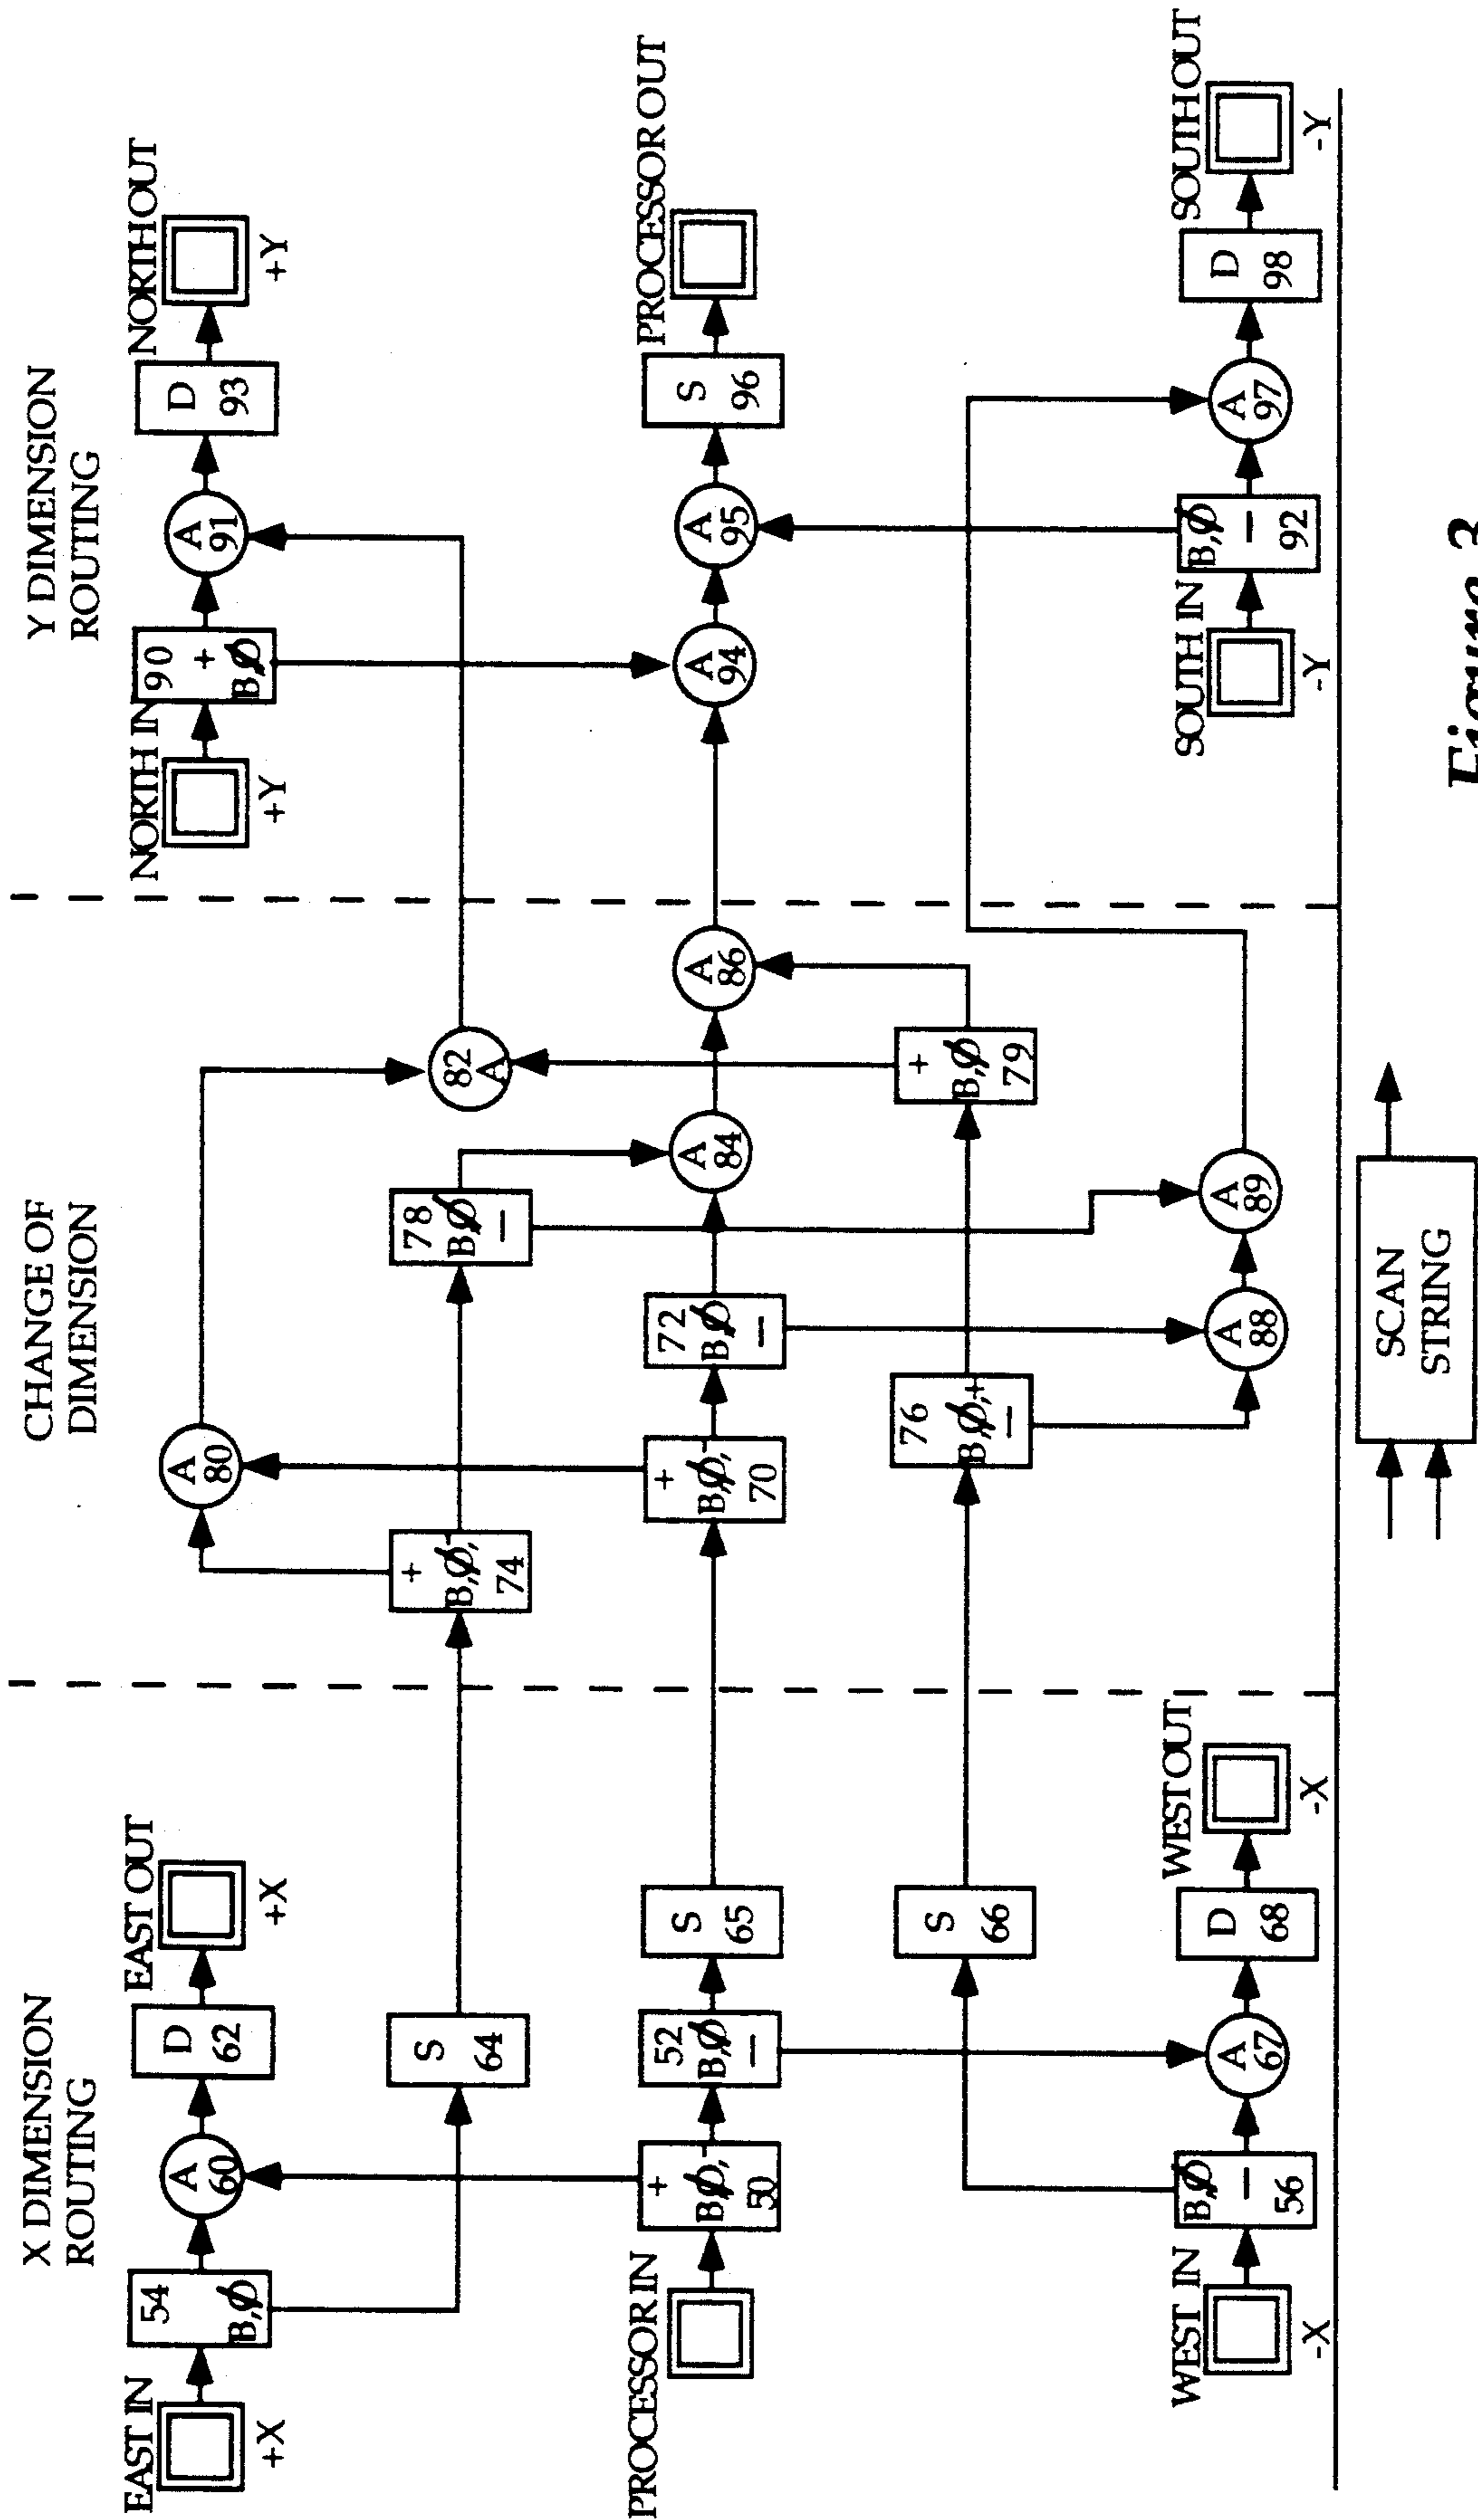 X DIMENSION
ROUTING
CHANGE OF
DIMENSION
Y DIMENSION
ROUTING
EAST IN
+X
54
B,φ
A
60
D
62
EAST OUT
+X
S
64
PROCESSOR IN
+
B,φ,-
50
52
B,φ
—
S
65
S
66
WEST IN
-X
B,φ
—
56
A
67
D
68
WEST OUT
-X
+
B,φ,-
74
A
80
+
B,φ,-
70
76
B,φ,+
—
72
B,φ
—
78
B,φ
—
A
88
A
89
A
84
82
A
+
B,φ
79
A
86
NORTH IN
+Y
90
+
B,φ
A
91
D
93
NORTH OUT
+Y
A
94
A
95
S
96
PROCESSOR OUT
SOUTH IN
-Y
B,φ
—
92
A
97
D
98
SOUTH OUT
-Y
SCAN
STRING
Figure 3